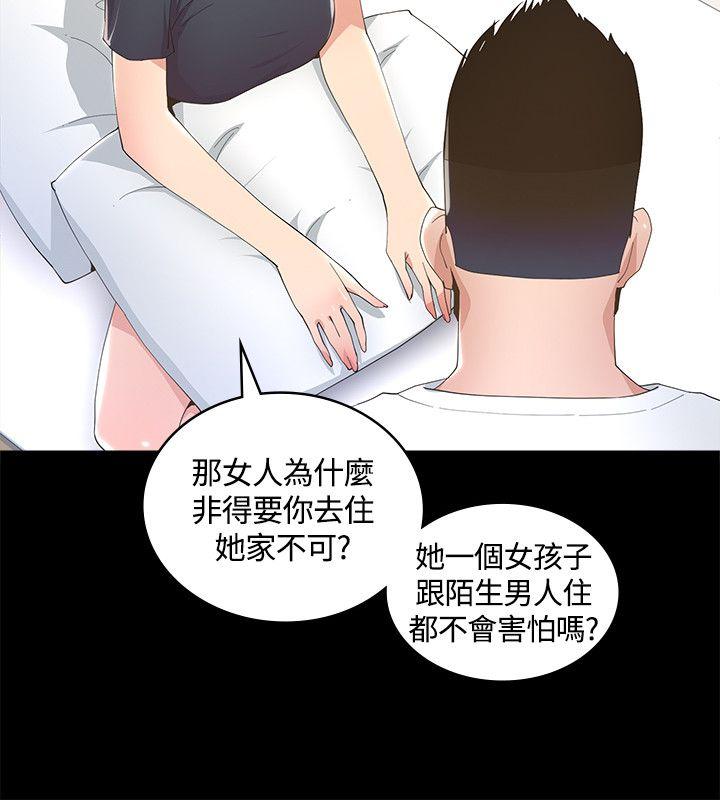 那女人為什麼
非得要你去住
她家不可?
她一個女孩子
跟陌生男人住
都不會害怕嗎?